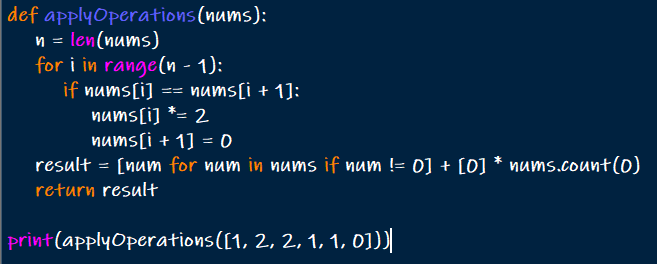 def applyOperations(nums):
    n = len(nums)
    for i in range(n - 1):
        if nums[i] == nums[i + 1]:
            nums[i] *= 2
            nums[i + 1] = 0
    result = [num for num in nums if num != 0] + [0] * nums.count(0)
    return result

print(applyOperations([1, 2, 2, 1, 1, 0]))